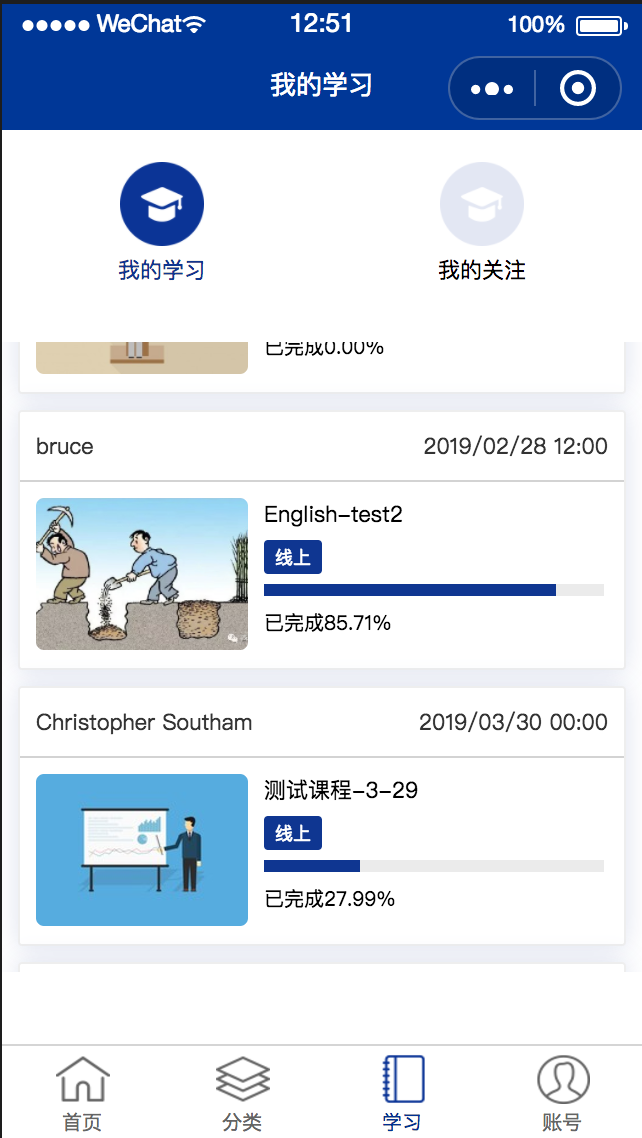 WeChat 12:51 100%
我的学习
我的学习 我的关注
已完成0.00%
bruce 2019/02/28 12:00
English-test2
线上
已完成85.71%
Christopher Southam 2019/03/30 00:00
测试课程-3-29
线上
已完成27.99%
首页 分类 学习 账号